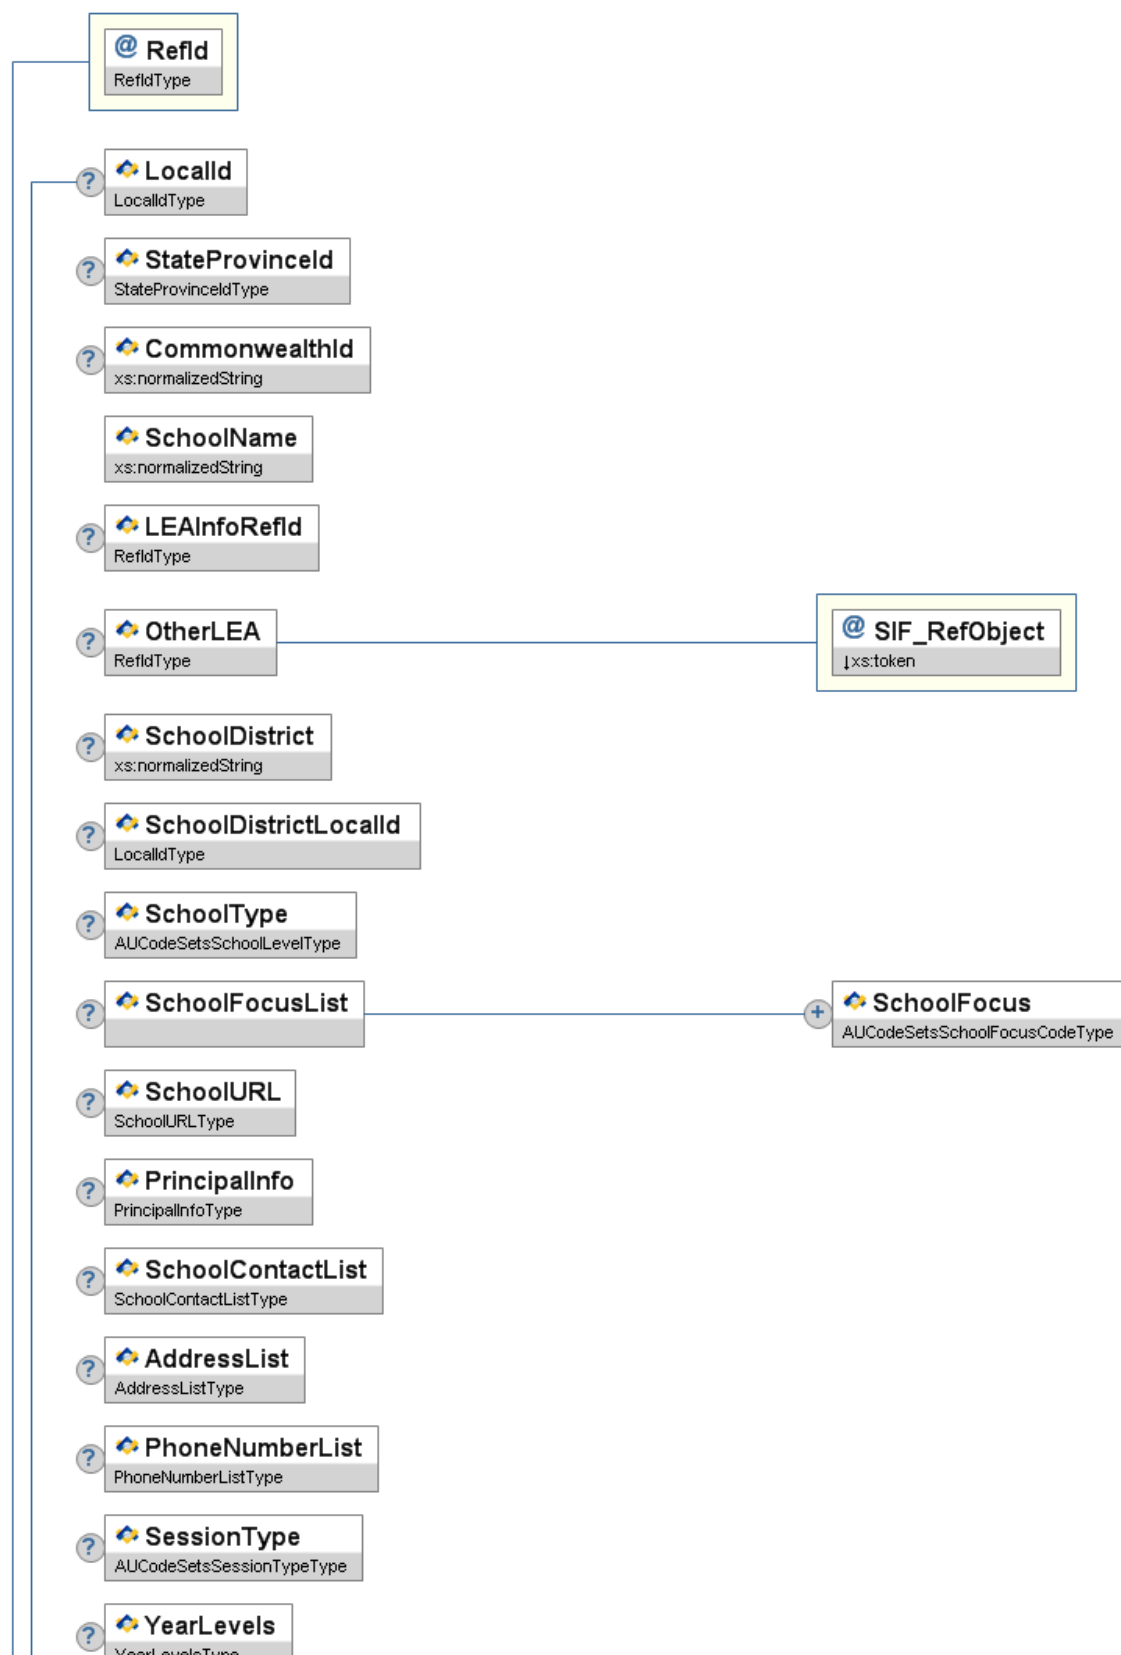 @ RefId
RefIdType
? LocalId
LocalIdType
? StateProvinceId
StateProvinceIdType
? CommonwealthId
xs:normalizedString
SchoolName
xs:normalizedString
? LEAInfoRefId
RefIdType
? OtherLEA
RefIdType
@ SIF_RefObject
↓xs:token
? SchoolDistrict
xs:normalizedString
? SchoolDistrictLocalId
LocalIdType
? SchoolType
AUCodeSetsSchoolLevelType
? SchoolFocusList
+ SchoolFocus
AUCodeSetsSchoolFocusCodeType
? SchoolURL
SchoolURLType
? PrincipalInfo
PrincipalInfoType
? SchoolContactList
SchoolContactListType
? AddressList
AddressListType
? PhoneNumberList
PhoneNumberListType
? SessionType
AUCodeSetsSessionTypeType
? YearLevels
YearLevelsType